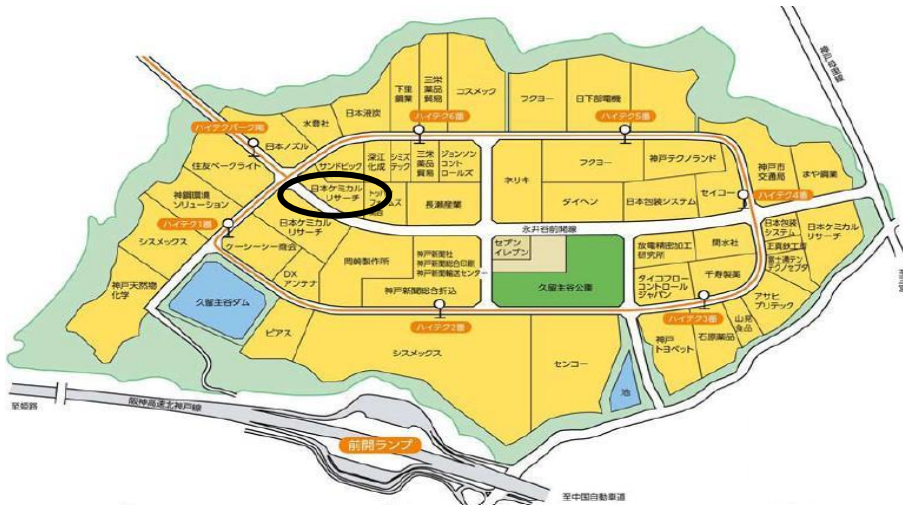 三栄
薬品
貿易
下里
鋼業
コスメック
フクヨー
日下部電機
日本液炭
水登社
ハイテクパーク南
ハイテク6番
ハイテク5番
日本ノズル
住友ベークライト
サンドビック
深江
化成
シミズ
テック
三栄
薬品
貿易
ジョンソン
コント
ロールズ
ネリキ
フクヨー
神戸テクノランド
神戸市
交通局
まや鋼業
神鋼環境
ソリューション
日本ケミカル
リサーチ
長瀬産業
ダイヘン
日本包装システム
セイコー
ハイテク4番
ハイテク1番
日本ケミカル
リサーチ
永井谷前開線
日本包装
システム
日本ケミカル
リサーチ
シスメックス
ケーシーシー商会
岡崎製作所
神戸新聞社
神戸新聞総合印刷
神戸新聞輸送センター
セブン
イレブン
放電精密加工
研究所
関水社
富士通テン
テクノセプタ
神戸天然物
化学
DX
アンテナ
神戸新聞総合折込
久留主谷公園
タイコフロー
コントロール
ジャパン
千寿製薬
アサヒ
プリテック
久留主谷ダム
ピアス
ハイテク2番
ハイテク3番
シスメックス
センコー
神戸
トヨペット
石原薬品
食品
池
至姫路
阪神高速北神戸線
前開ランプ
至中国自動車道